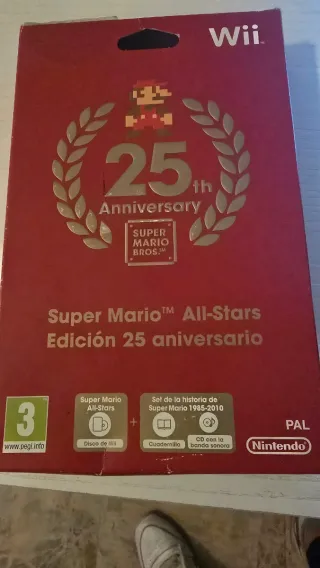 Wii™
25th
Anniversary
SUPER
MARIO
BROS.™
Super Mario™ All-Stars
Edición 25 aniversario
3
www.pegi.info
Super Mario
All-Stars
Disco de Wii
+
Set de la historia de
Super Mario 1985-2010
Cuadernillo
CD con la
banda sonora
PAL
Nintendo